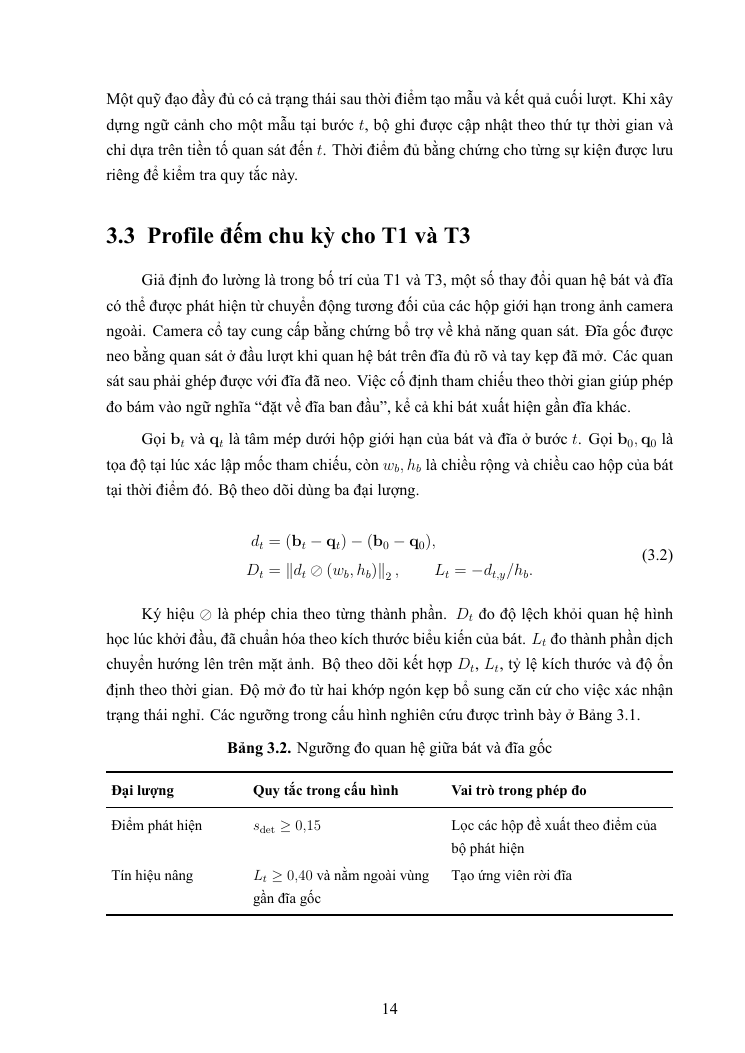 Một quỹ đạo đầy đủ có cả trạng thái sau thời điểm tạo mẫu và kết quả cuối lượt. Khi xây
dựng ngữ cảnh cho một mẫu tại bước t, bộ ghi được cập nhật theo thứ tự thời gian và
chỉ dựa trên tiền tố quan sát đến t. Thời điểm đủ bằng chứng cho từng sự kiện được lưu
riêng để kiểm tra quy tắc này.
3.3 Profile đếm chu kỳ cho T1 và T3
Giả định đo lường là trong bố trí của T1 và T3, một số thay đổi quan hệ bát và đĩa
có thể được phát hiện từ chuyển động tương đối của các hộp giới hạn trong ảnh camera
ngoài. Camera cổ tay cung cấp bằng chứng bổ trợ về khả năng quan sát. Đĩa gốc được
neo bằng quan sát ở đầu lượt khi quan hệ bát trên đĩa đủ rõ và tay kẹp đã mở. Các quan
sát sau phải ghép được với đĩa đã neo. Việc cố định tham chiếu theo thời gian giúp phép
đo bám vào ngữ nghĩa “đặt về đĩa ban đầu”, kể cả khi bát xuất hiện gần đĩa khác.
Gọi b_t và q_t là tâm mép dưới hộp giới hạn của bát và đĩa ở bước t. Gọi b_0, q_0 là
tọa độ tại lúc xác lập mốc tham chiếu, còn w_b, h_b là chiều rộng và chiều cao hộp của bát
tại thời điểm đó. Bộ theo dõi dùng ba đại lượng.
d_t = (b_t − q_t) − (b_0 − q_0),
D_t = ‖d_t ⊘ (w_b, h_b)‖_2 , L_t = −d_{t,y}/h_b.
(3.2)
Ký hiệu ⊘ là phép chia theo từng thành phần. D_t đo độ lệch khỏi quan hệ hình
học lúc khởi đầu, đã chuẩn hóa theo kích thước biểu kiến của bát. L_t đo thành phần dịch
chuyển hướng lên trên mặt ảnh. Bộ theo dõi kết hợp D_t, L_t, tỷ lệ kích thước và độ ổn
định theo thời gian. Độ mở đo từ hai khớp ngón kẹp bổ sung căn cứ cho việc xác nhận
trạng thái nghỉ. Các ngưỡng trong cấu hình nghiên cứu được trình bày ở Bảng 3.1.
Bảng 3.2. Ngưỡng đo quan hệ giữa bát và đĩa gốc
Đại lượng Quy tắc trong cấu hình Vai trò trong phép đo
Điểm phát hiện s_det ≥ 0,15 Lọc các hộp đề xuất theo điểm của
bộ phát hiện
Tín hiệu nâng L_t ≥ 0,40 và nằm ngoài vùng Tạo ứng viên rời đĩa
gần đĩa gốc
14